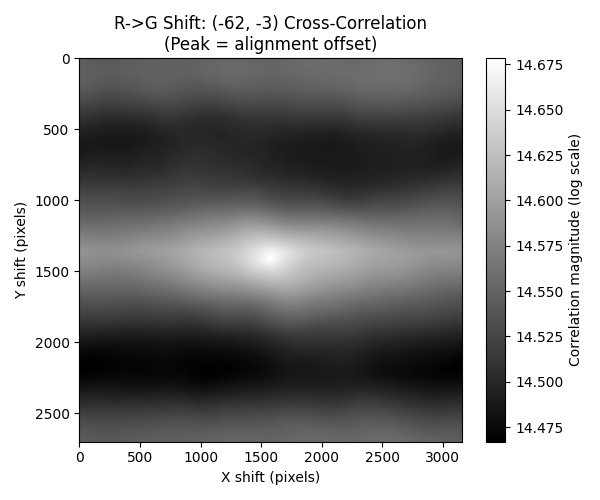 R->G Shift: (-62, -3) Cross-Correlation
(Peak = alignment offset)
0
500
1000
1500
2000
2500
Y shift (pixels)
0 500 1000 1500 2000 2500 3000
X shift (pixels)
14.675
14.650
14.625
14.600
14.575
14.550
14.525
14.500
14.475
Correlation magnitude (log scale)